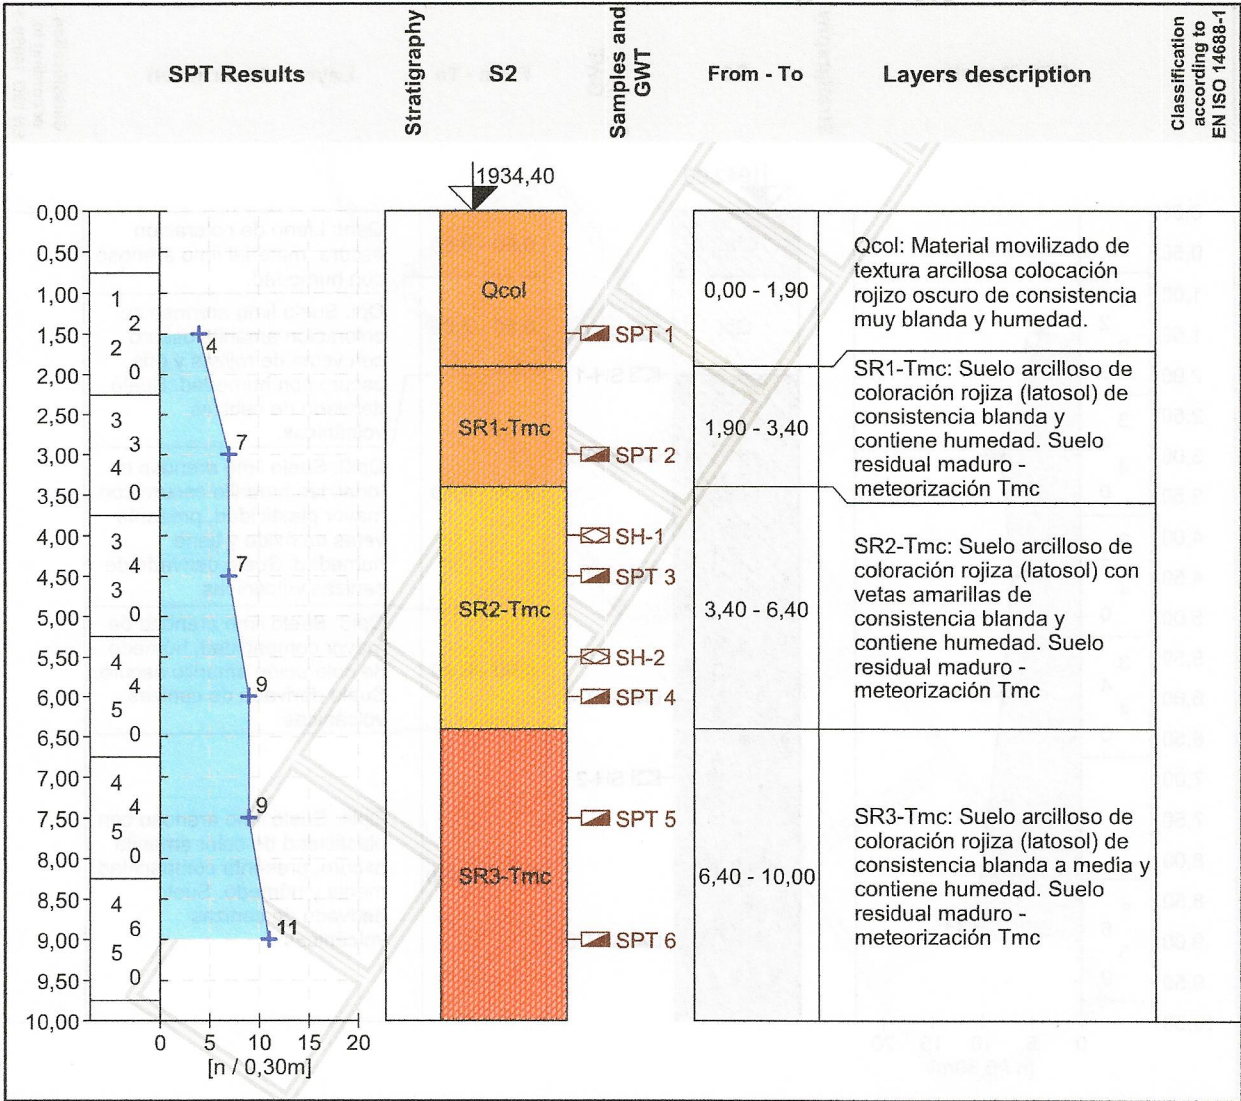 SPT Results
Stratigraphy
S2
Samples and
GWT
From - To
Layers description
Classification
according to
EN ISO 14688-1
1934,40
0,00
0,50
1,00
1,50
2,00
2,50
3,00
3,50
4,00
4,50
5,00
5,50
6,00
6,50
7,00
7,50
8,00
8,50
9,00
9,50
10,00
1
2
2
0
3
3
4
0
3
4
3
0
4
4
5
0
4
4
5
0
4
6
5
0
4
7
7
9
9
11
0 5 10 15 20
[n / 0,30m]
Qcol
SR1-Tmc
SR2-Tmc
SR3-Tmc
SPT 1
SPT 2
SH-1
SPT 3
SH-2
SPT 4
SPT 5
SPT 6
0,00 - 1,90
1,90 - 3,40
3,40 - 6,40
6,40 - 10,00
Qcol: Material movilizado de
textura arcillosa colocación
rojizo oscuro de consistencia
muy blanda y humedad.
SR1-Tmc: Suelo arcilloso de
coloración rojiza (latosol) de
consistencia blanda y
contiene humedad. Suelo
residual maduro -
meteorización Tmc
SR2-Tmc: Suelo arcilloso de
coloración rojiza (latosol) con
vetas amarillas de
consistencia blanda y
contiene humedad. Suelo
residual maduro -
meteorización Tmc
SR3-Tmc: Suelo arcilloso de
coloración rojiza (latosol) de
consistencia blanda a media y
contiene humedad. Suelo
residual maduro -
meteorización Tmc